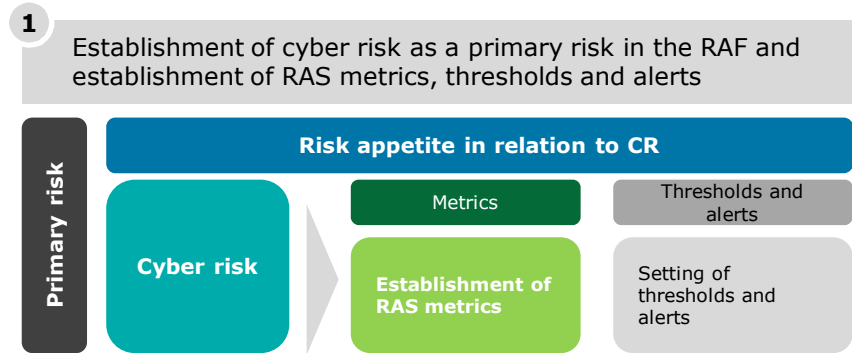 1
Establishment of cyber risk as a primary risk in the RAF and
establishment of RAS metrics, thresholds and alerts
Primary risk
Risk appetite in relation to CR
Cyber risk
Metrics
Thresholds and
alerts
Establishment of
RAS metrics
Setting of
thresholds and
alerts